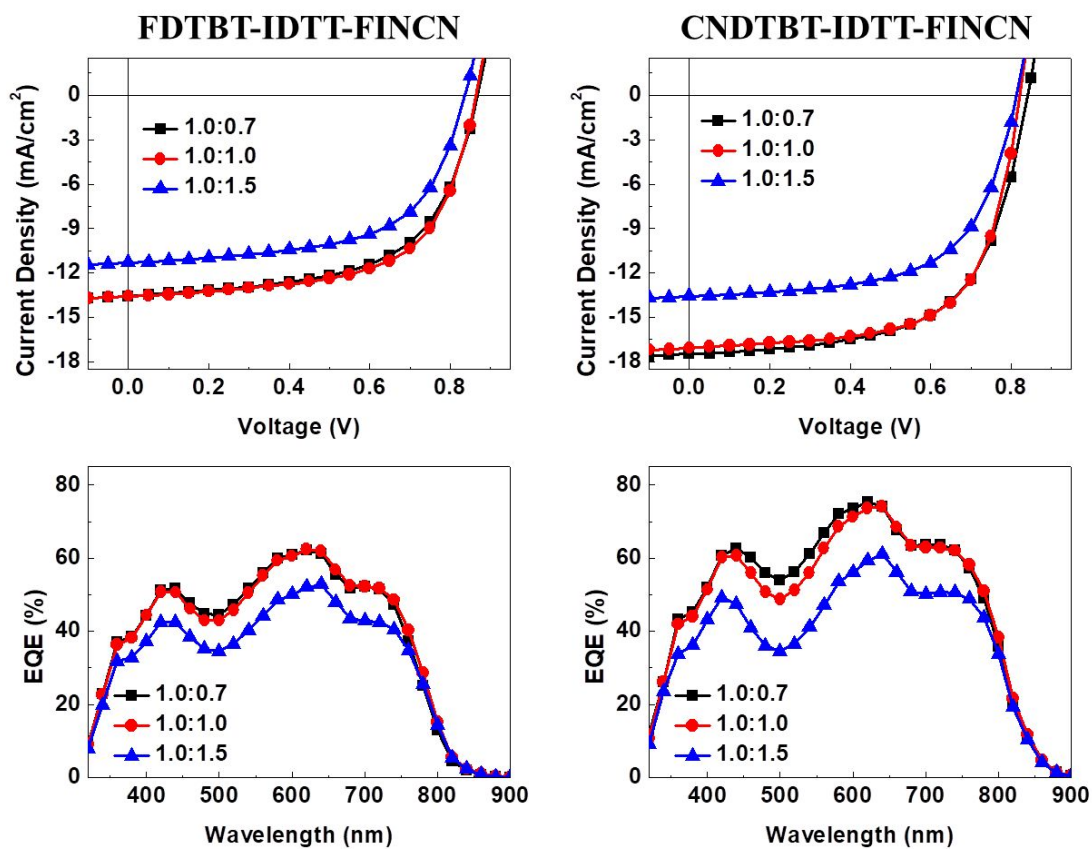 FDTBT-IDTT-FINCN
CNDTBT-IDTT-FINCN
Current Density (mA/cm²)
0
-3
-6
-9
-12
-15
-18
1.0:0.7
1.0:1.0
1.0:1.5
0.0 0.2 0.4 0.6 0.8
Voltage (V)
Current Density (mA/cm²)
0
-3
-6
-9
-12
-15
-18
1.0:0.7
1.0:1.0
1.0:1.5
0.0 0.2 0.4 0.6 0.8
Voltage (V)
EQE (%)
80
60
40
20
0
1.0:0.7
1.0:1.0
1.0:1.5
400 500 600 700 800 900
Wavelength (nm)
EQE (%)
80
60
40
20
0
1.0:0.7
1.0:1.0
1.0:1.5
400 500 600 700 800 900
Wavelength (nm)